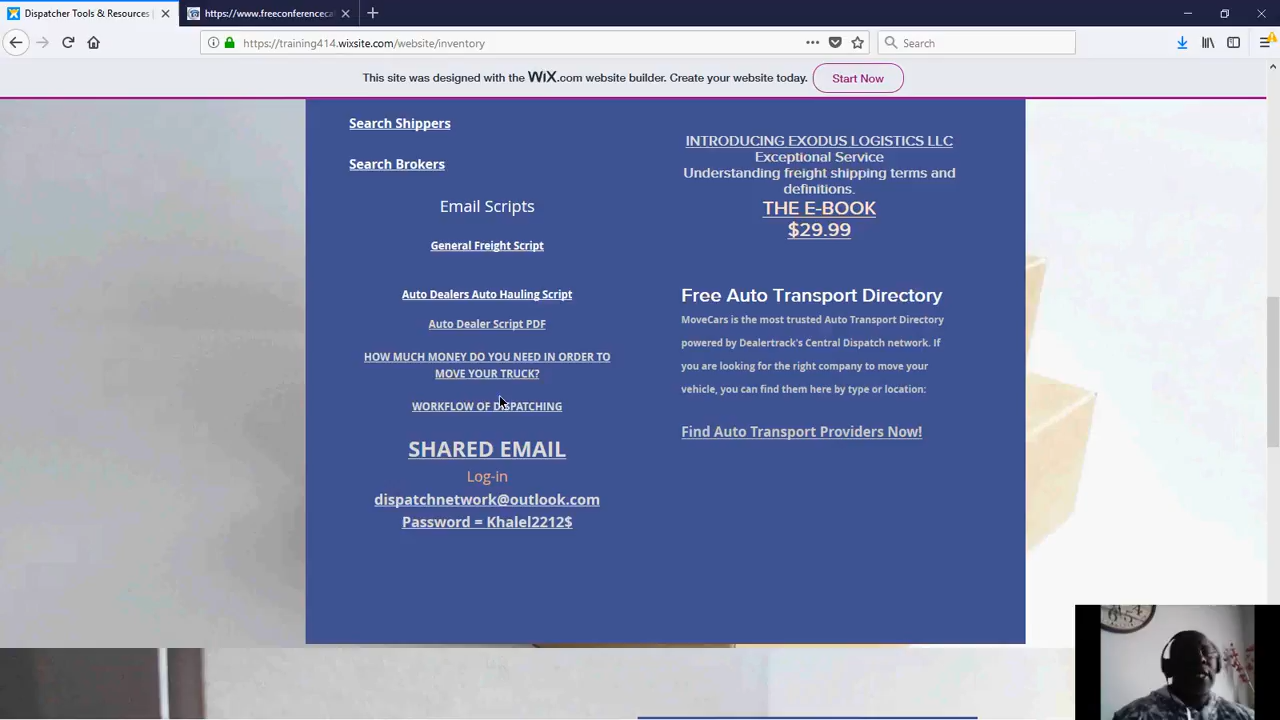 Dispatcher Tools & Resources
https://www.freeconferenceca
https://training414.wixsite.com/website/inventory
Search
This site was designed with the WiX.com website builder. Create your website today.
Start Now
Search Shippers
Search Brokers
Email Scripts
General Freight Script
Auto Dealers Auto Hauling Script
Auto Dealer Script PDF
HOW MUCH MONEY DO YOU NEED IN ORDER TO
MOVE YOUR TRUCK?
WORKFLOW OF DISPATCHING
SHARED EMAIL
Log-in
dispatchnetwork@outlook.com
Password = Khalel2212$
INTRODUCING EXODUS LOGISTICS LLC
Exceptional Service
Understanding freight shipping terms and
definitions.
THE E-BOOK
$29.99
Free Auto Transport Directory
MoveCars is the most trusted Auto Transport Directory
powered by Dealertrack's Central Dispatch network. If
you are looking for the right company to move your
vehicle, you can find them here by type or location:
Find Auto Transport Providers Now!